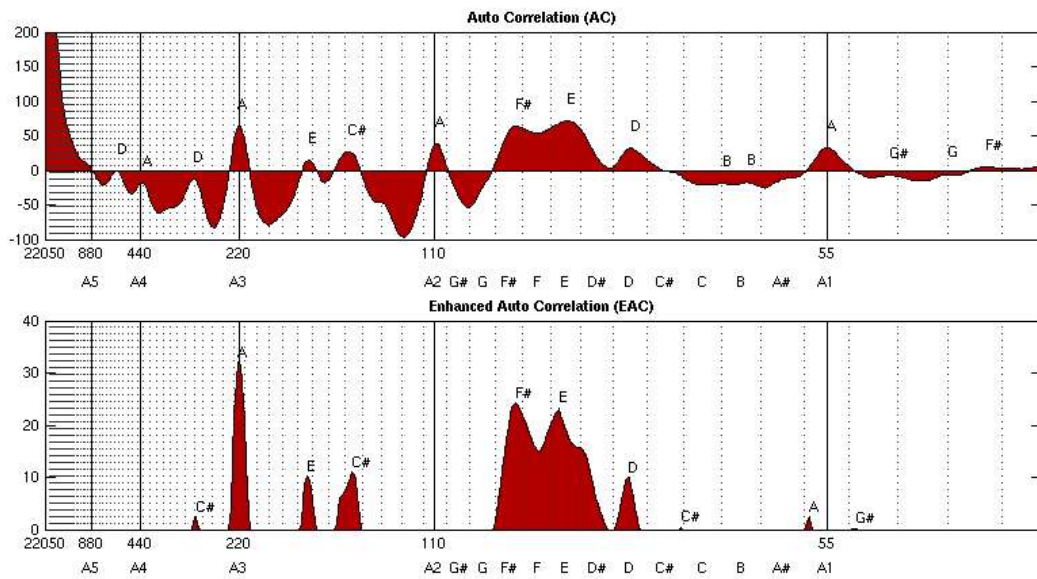 Auto Correlation (AC)
200
150
100
50
0
-50
-100
D A D A E C# A F# E D B B A G# G F#
22050 880 440 220 110 55
A5 A4 A3 A2 G# G F# F E D# D C# C B A# A1
Enhanced Auto Correlation (EAC)
40
30
20
10
0
C# A E C# F# E D C# A G#
22050 880 440 220 110 55
A5 A4 A3 A2 G# G F# F E D# D C# C B A# A1